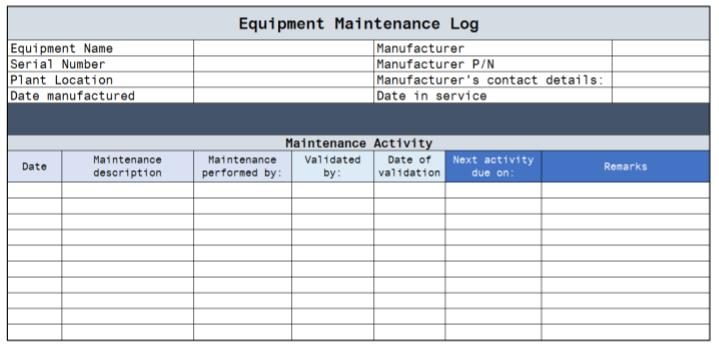 Equipment Maintenance Log
Equipment Name Manufacturer
Serial Number Manufacturer P/N
Plant Location Manufacturer's contact details:
Date manufactured Date in service
Maintenance Activity
Date
Maintenance
description
Maintenance
performed by:
Validated
by:
Date of
validation
Next activity
due on:
Remarks